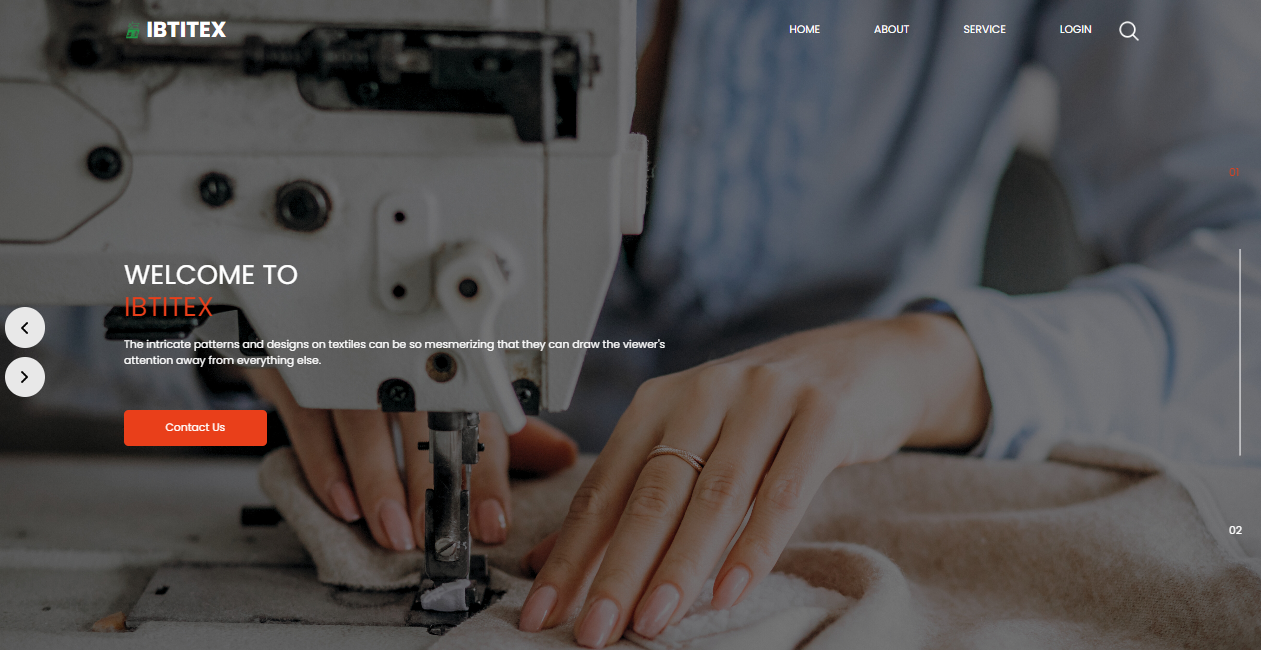 IBTITEX
HOME
ABOUT
SERVICE
LOGIN
01
WELCOME TO
IBTITEX
The intricate patterns and designs on textiles can be so mesmerizing that they can draw the viewer's
attention away from everything else.
Contact Us
02